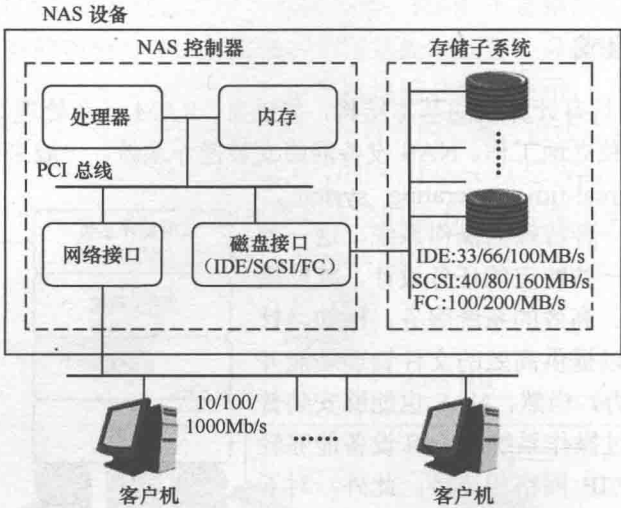 NAS 设备
NAS 控制器
存储子系统
处理器
内存
PCI 总线
网络接口
磁盘接口
（IDE/SCSI/FC）
IDE:33/66/100MB/s
SCSI:40/80/160MB/s
FC:100/200/MB/s
10/100/
1000Mb/s
客户机
客户机